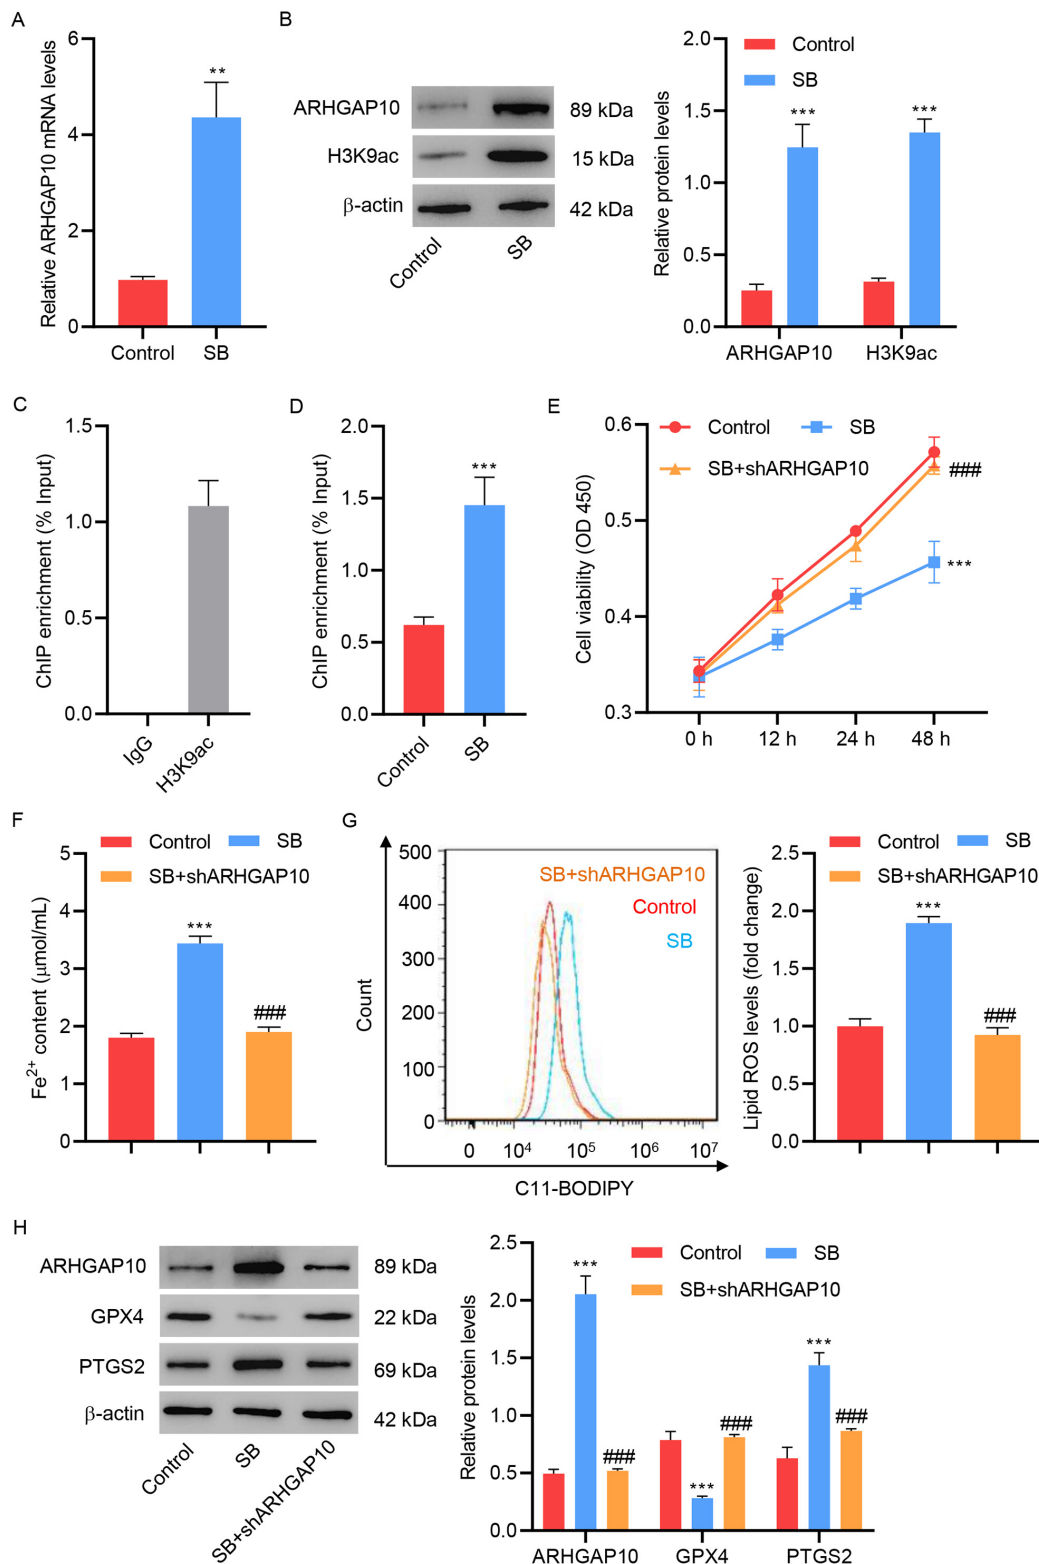 A
Relative ARHGAP10 mRNA levels
6
4
2
0
**
Control
SB
B
ARHGAP10
89 kDa
H3K9ac
15 kDa
β-actin
42 kDa
Control
SB
Relative protein levels
2.0
1.5
1.0
0.5
0.0
Control
SB
***
***
ARHGAP10
H3K9ac
C
ChIP enrichment (% Input)
1.5
1.0
0.5
0.0
IgG
H3K9ac
D
ChIP enrichment (% Input)
2.0
1.5
1.0
0.5
0.0
***
Control
SB
E
Cell viability (OD 450)
0.6
0.5
0.4
0.3
Control
SB
SB+shARHGAP10
###
***
0 h
12 h
24 h
48 h
F
Control
SB
SB+shARHGAP10
Fe²⁺ content (μmol/mL)
5
4
3
2
1
0
***
###
G
Count
500
400
300
200
100
0
SB+shARHGAP10
Control
SB
0
10⁴
10⁵
10⁶
10⁷
C11-BODIPY
Control
SB
SB+shARHGAP10
Lipid ROS levels (fold change)
2.5
2.0
1.5
1.0
0.5
0.0
***
###
H
ARHGAP10
89 kDa
GPX4
22 kDa
PTGS2
69 kDa
β-actin
42 kDa
Control
SB
SB+shARHGAP10
Relative protein levels
2.5
2.0
1.5
1.0
0.5
0.0
Control
SB
SB+shARHGAP10
***
###
***
###
***
###
ARHGAP10
GPX4
PTGS2